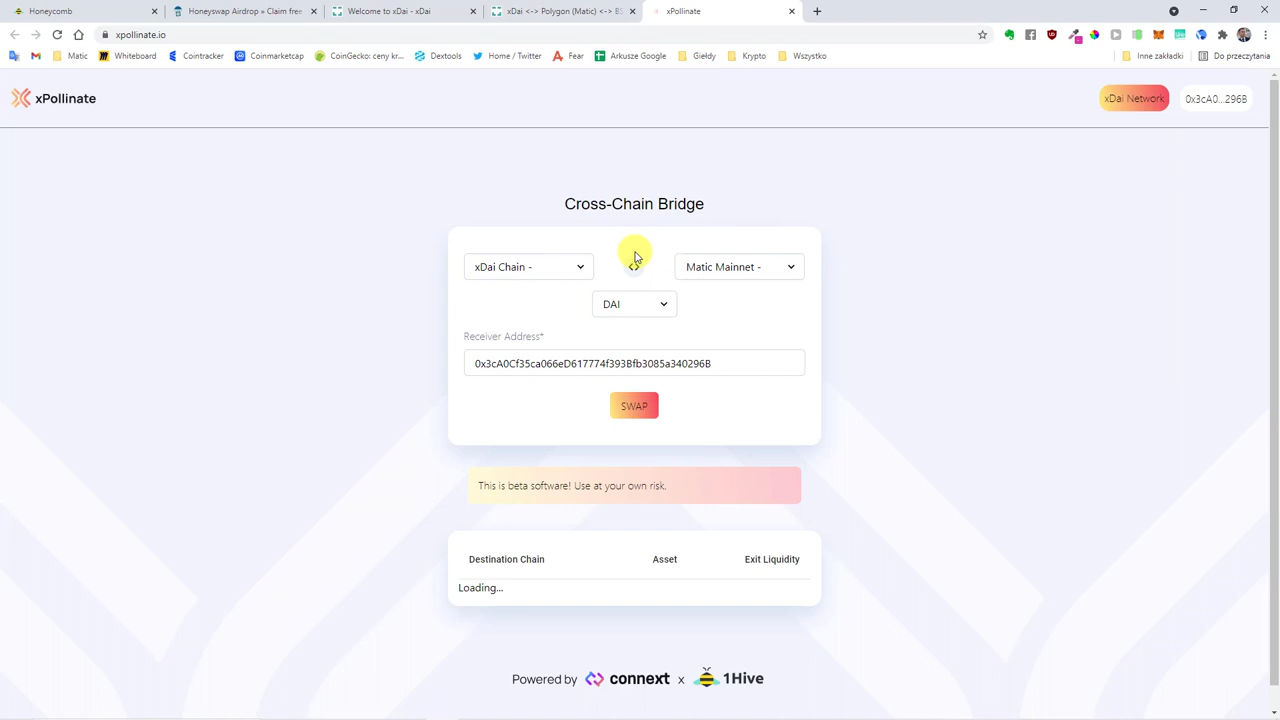 Honeycomb
Honeyswap Airdrop » Claim free
Welcome to xDai - xDai
xDai <-> Polygon (Matic) <-> BS
xPollinate
xpollinate.io
Matic
Whiteboard
Cointracker
Coinmarketcap
CoinGecko: ceny kr...
Dextools
Home / Twitter
Fear
Arkusze Google
Giełdy
Krypto
Wszystko
Inne zakładki
Do przeczytania
xPollinate
xDai Network
0x3cA0...296B
Cross-Chain Bridge
xDai Chain -
<>
Matic Mainnet -
DAI
Receiver Address*
0x3cA0Cf35ca066eD617774f393Bfb3085a340296B
SWAP
This is beta software! Use at your own risk.
Destination Chain Asset Exit Liquidity
Loading...
Powered by connext x 1Hive